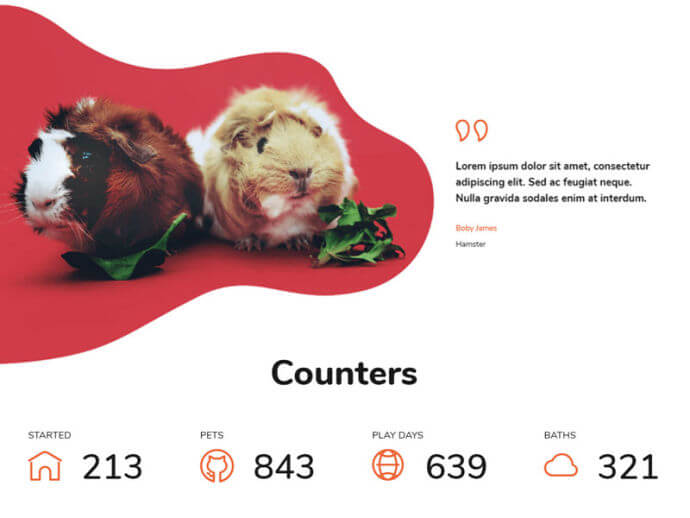 Lorem ipsum dolor sit amet, consectetur
adipiscing elit. Sed ac feugiat neque.
Nulla gravida sodales enim at interdum.
Boby James
Hamster
Counters
STARTED
213
PETS
843
PLAY DAYS
639
BATHS
321